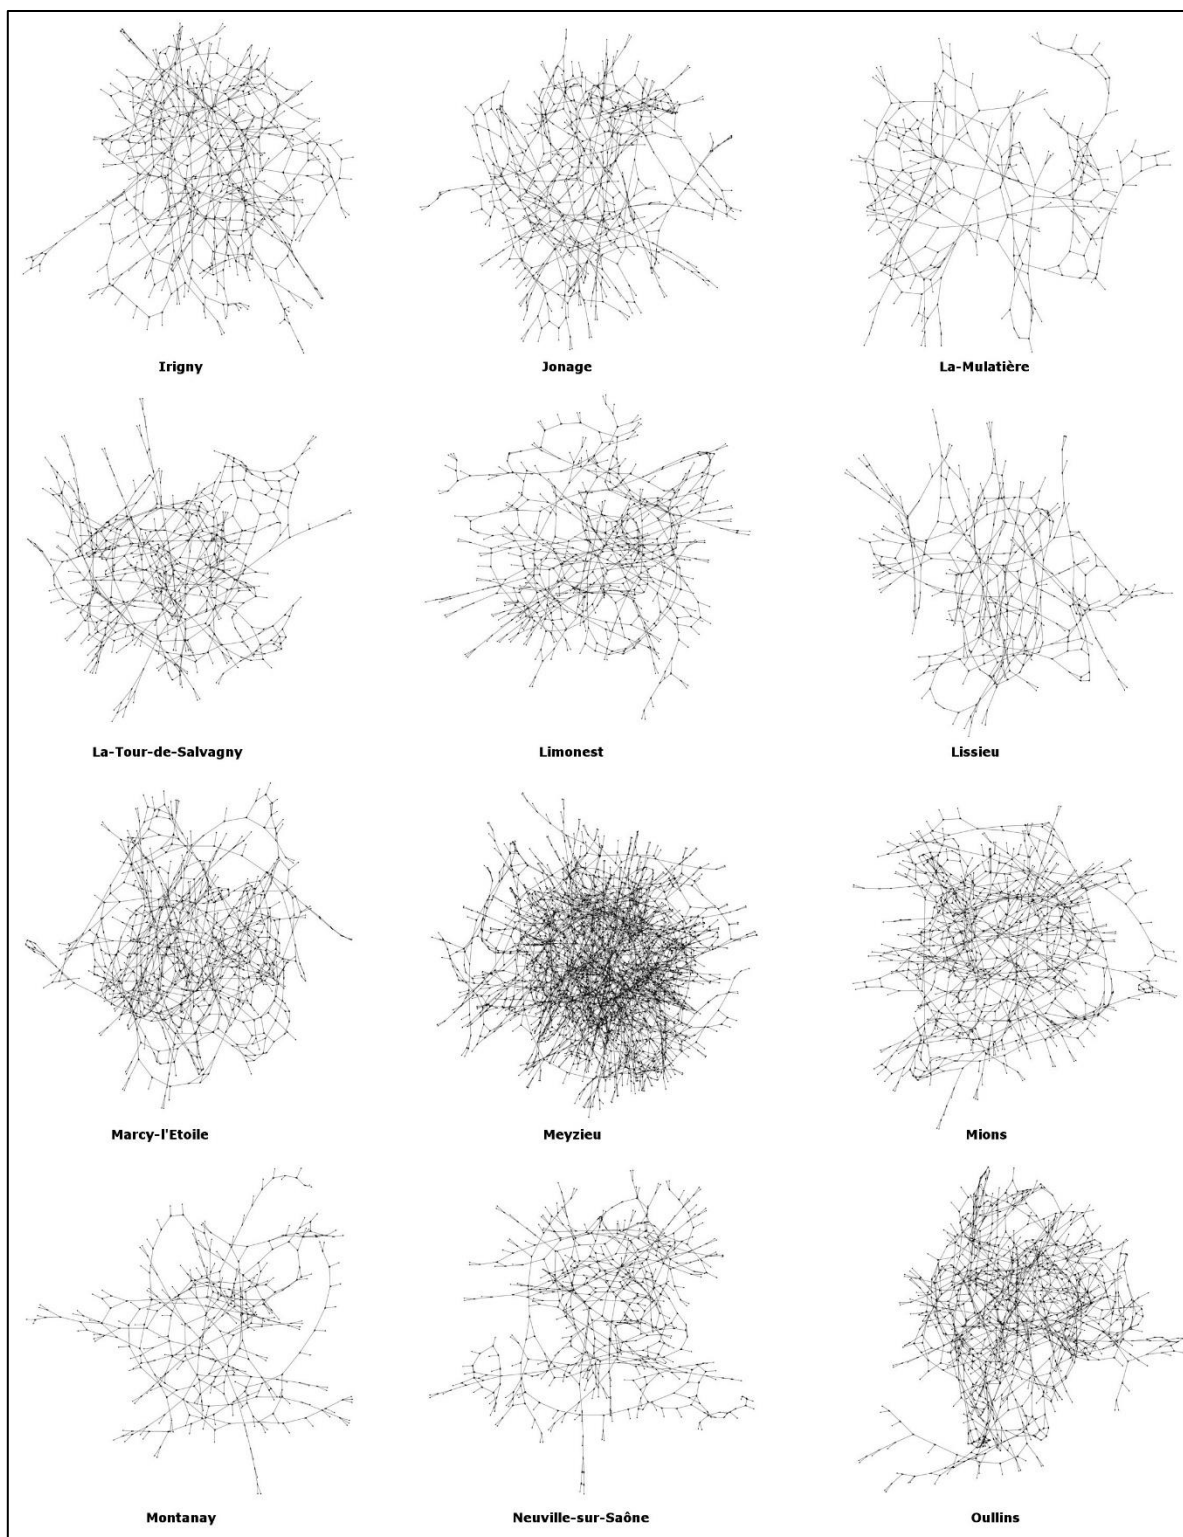 Irigny
Jonage
La-Mulatière
La-Tour-de-Salvagny
Limonest
Lissieu
Marcy-l'Etoile
Meyzieu
Mions
Montanay
Neuville-sur-Saône
Oullins